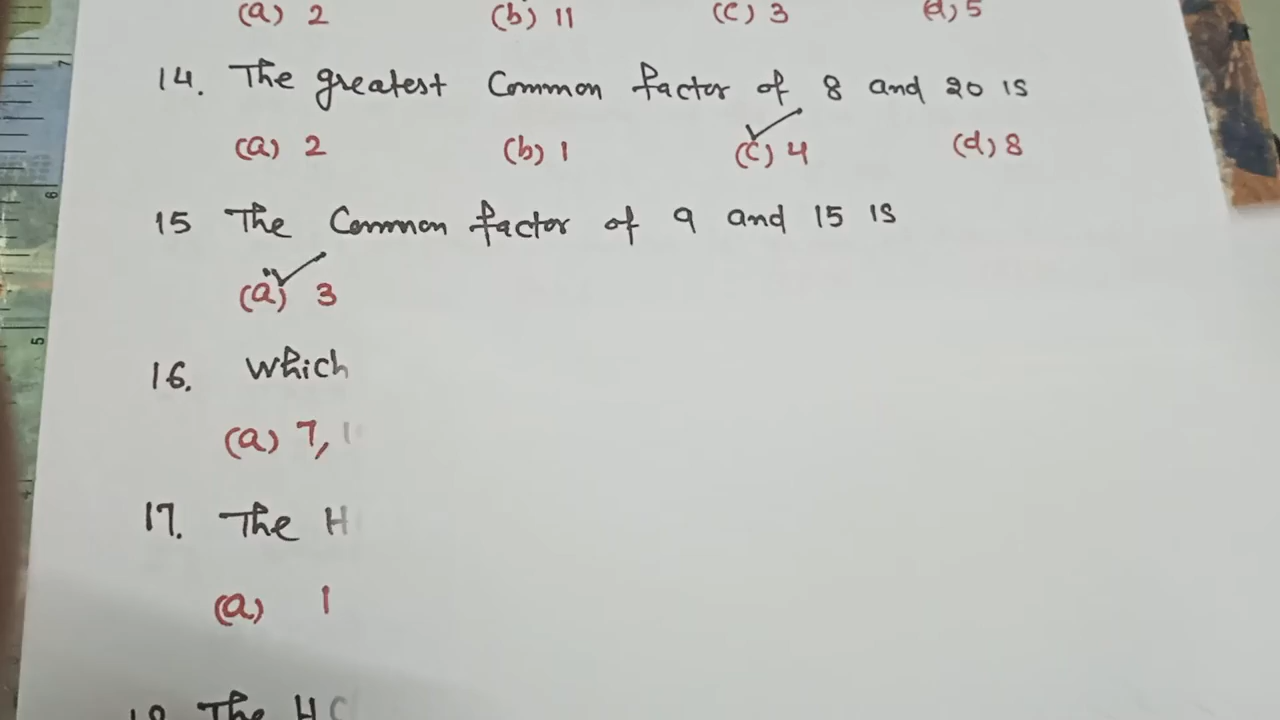 (a) 2 (b) 11 (c) 3 (d) 5
14. The greatest Common factor of 8 and 20 is
(a) 2 (b) 1 (c) 4 (d) 8
15 The Common factor of 9 and 15 is
(a) 3
16. Which
(a) 7,
17. The H
(a) 1
The HC